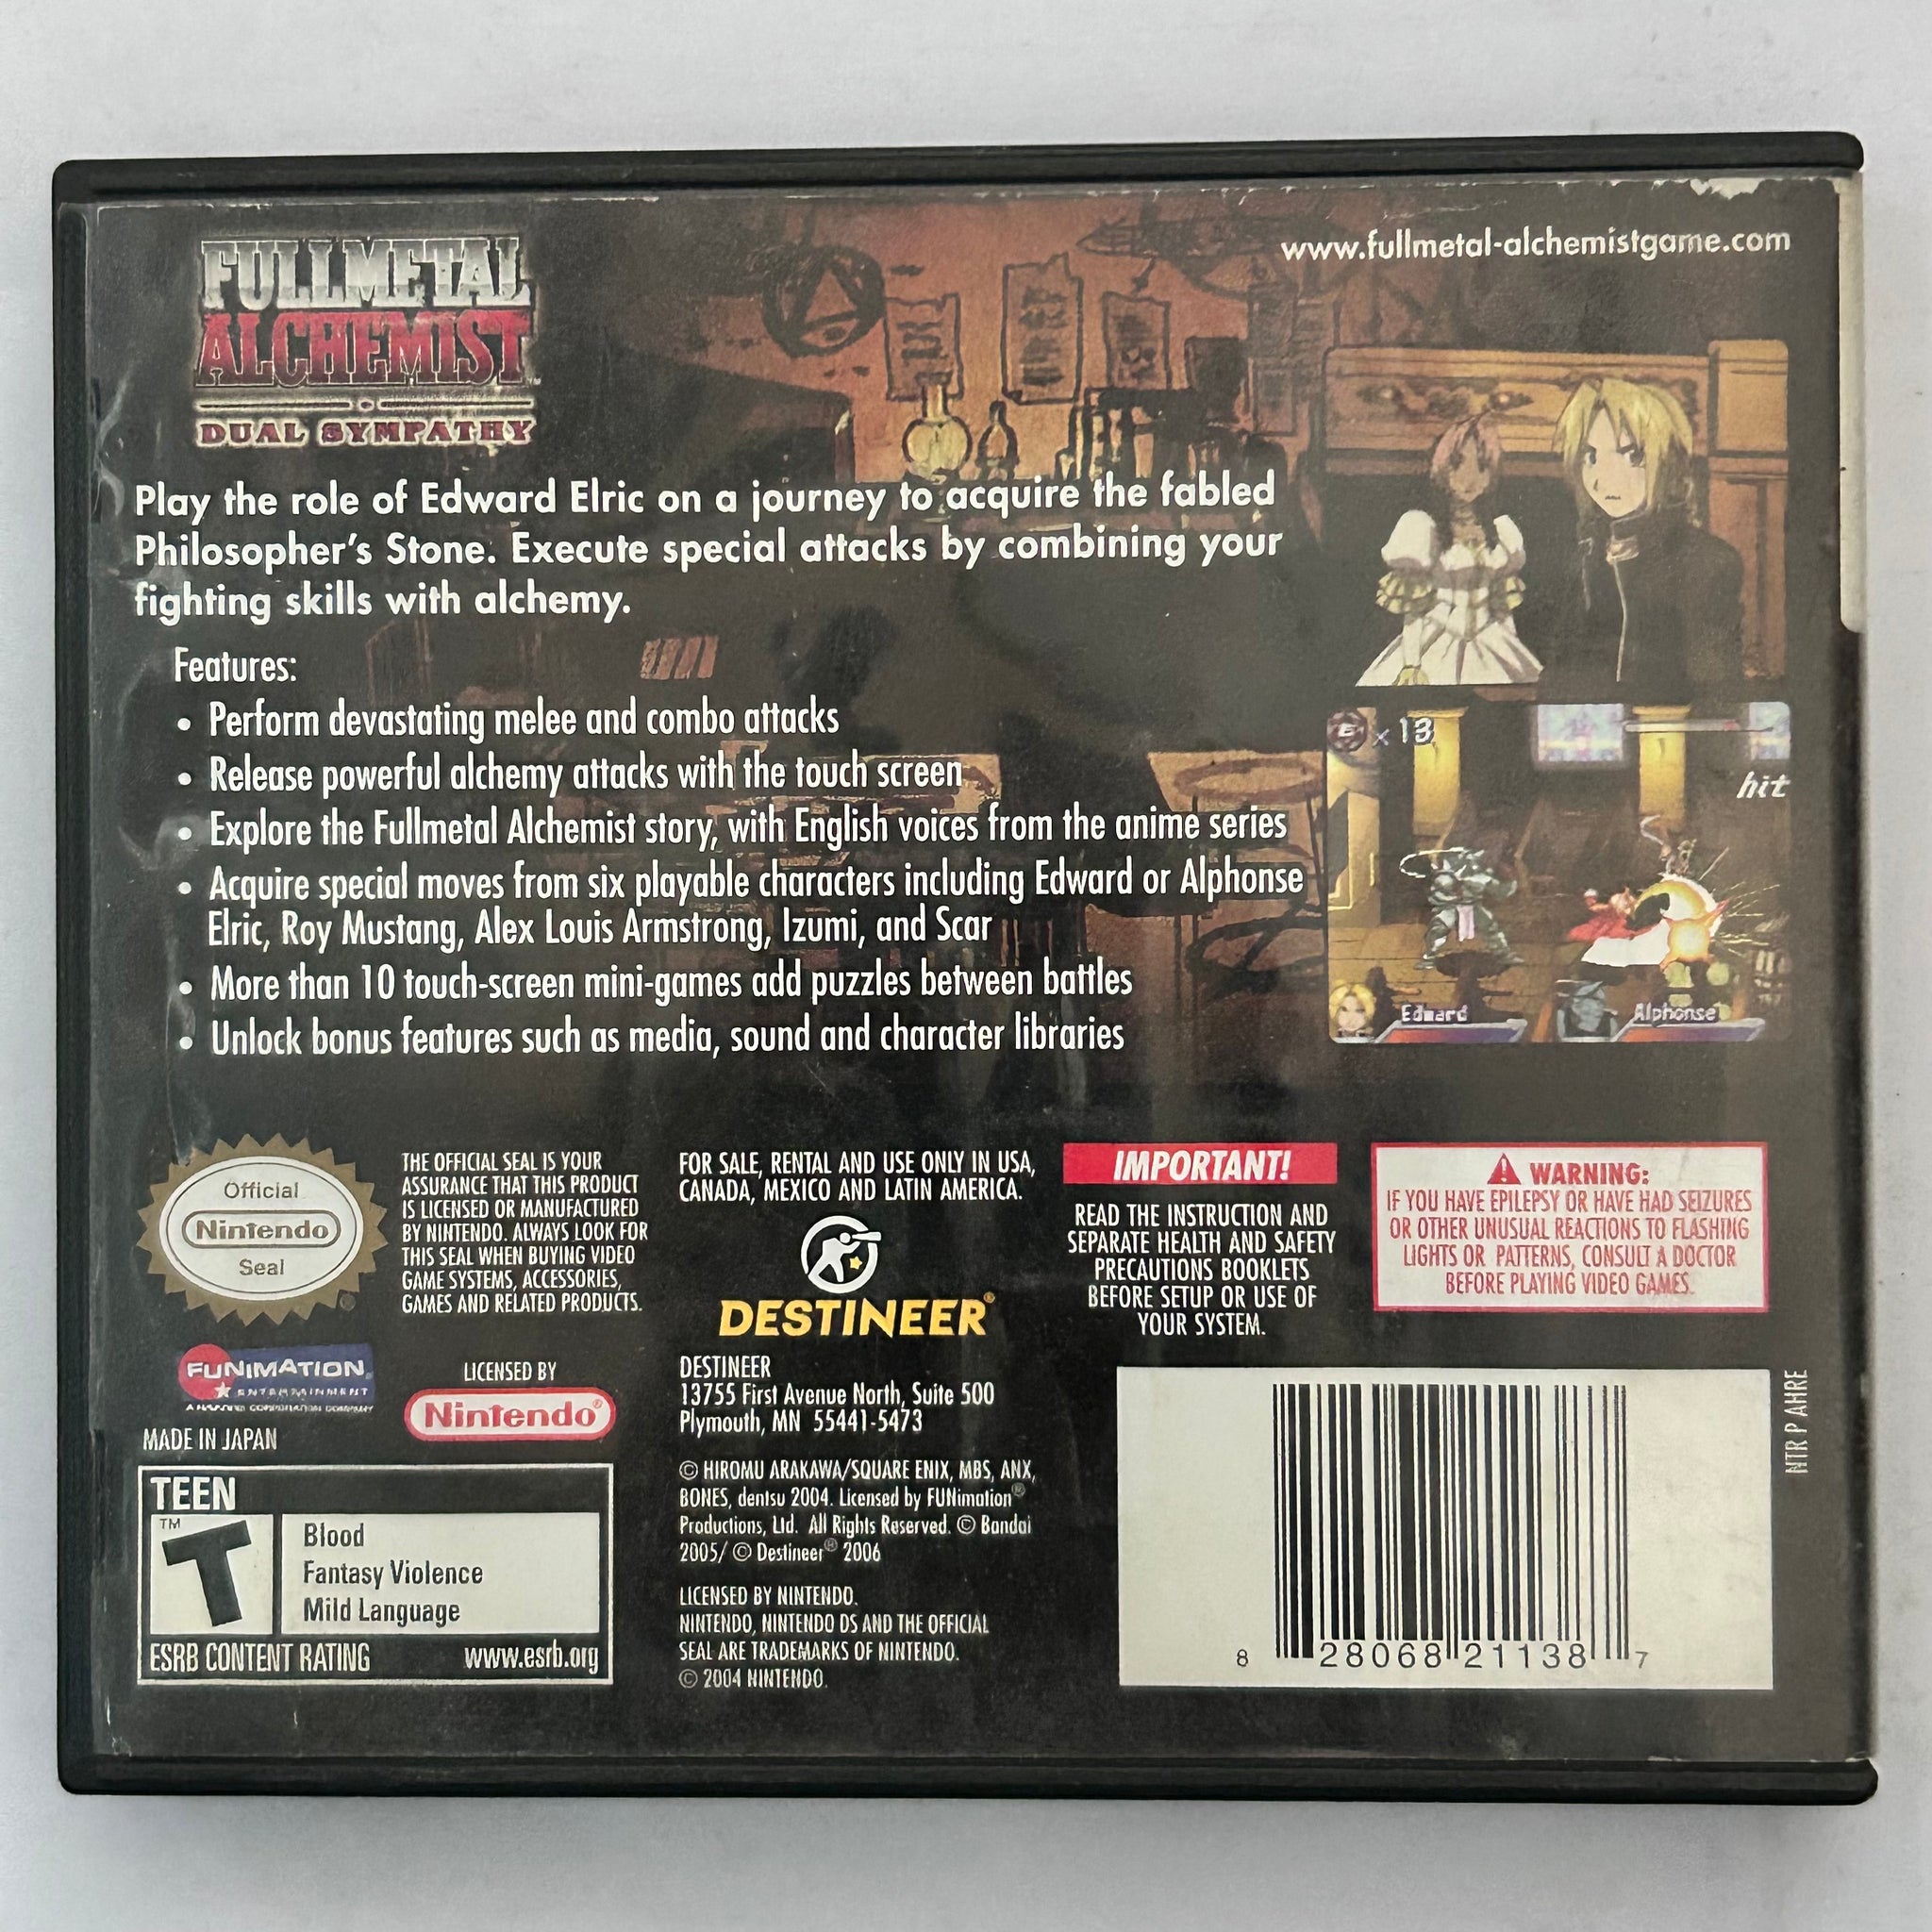 FULLMETAL
ALCHEMIST
DUAL SYMPATHY
www.fullmetal-alchemistgame.com
Play the role of Edward Elric on a journey to acquire the fabled
Philosopher's Stone. Execute special attacks by combining your
fighting skills with alchemy.
Features:
• Perform devastating melee and combo attacks
• Release powerful alchemy attacks with the touch screen
• Explore the Fullmetal Alchemist story, with English voices from the anime series
• Acquire special moves from six playable characters including Edward or Alphonse
Elric, Roy Mustang, Alex Louis Armstrong, Izumi, and Scar
• More than 10 touch-screen mini-games add puzzles between battles
• Unlock bonus features such as media, sound and character libraries
x 13
hit
Edward
Alphonse
Official
Nintendo
Seal
®
THE OFFICIAL SEAL IS YOUR
ASSURANCE THAT THIS PRODUCT
IS LICENSED OR MANUFACTURED
BY NINTENDO. ALWAYS LOOK FOR
THIS SEAL WHEN BUYING VIDEO
GAME SYSTEMS, ACCESSORIES,
GAMES AND RELATED PRODUCTS.
FOR SALE, RENTAL AND USE ONLY IN USA,
CANADA, MEXICO AND LATIN AMERICA.
DESTINEER®
IMPORTANT!
READ THE INSTRUCTION AND
SEPARATE HEALTH AND SAFETY
PRECAUTIONS BOOKLETS
BEFORE SETUP OR USE OF
YOUR SYSTEM.
WARNING:
IF YOU HAVE EPILEPSY OR HAVE HAD SEIZURES
OR OTHER UNUSUAL REACTIONS TO FLASHING
LIGHTS OR PATTERNS, CONSULT A DOCTOR
BEFORE PLAYING VIDEO GAMES.
FUNIMATION®
ENTERTAINMENT
A NAVARRE CORPORATION COMPANY
LICENSED BY
Nintendo®
MADE IN JAPAN
DESTINEER
13755 First Avenue North, Suite 500
Plymouth, MN 55441-5473
© HIROMU ARAKAWA/SQUARE ENIX, MBS, ANX,
BONES, dentsu 2004. Licensed by FUNimation®
Productions, Ltd. All Rights Reserved. © Bandai
2005/ © Destineer® 2006
LICENSED BY NINTENDO.
NINTENDO, NINTENDO DS AND THE OFFICIAL
SEAL ARE TRADEMARKS OF NINTENDO.
© 2004 NINTENDO.
TEEN
TM
T
Blood
Fantasy Violence
Mild Language
ESRB CONTENT RATING www.esrb.org
NTR P AHRE
8 28068 21138 7